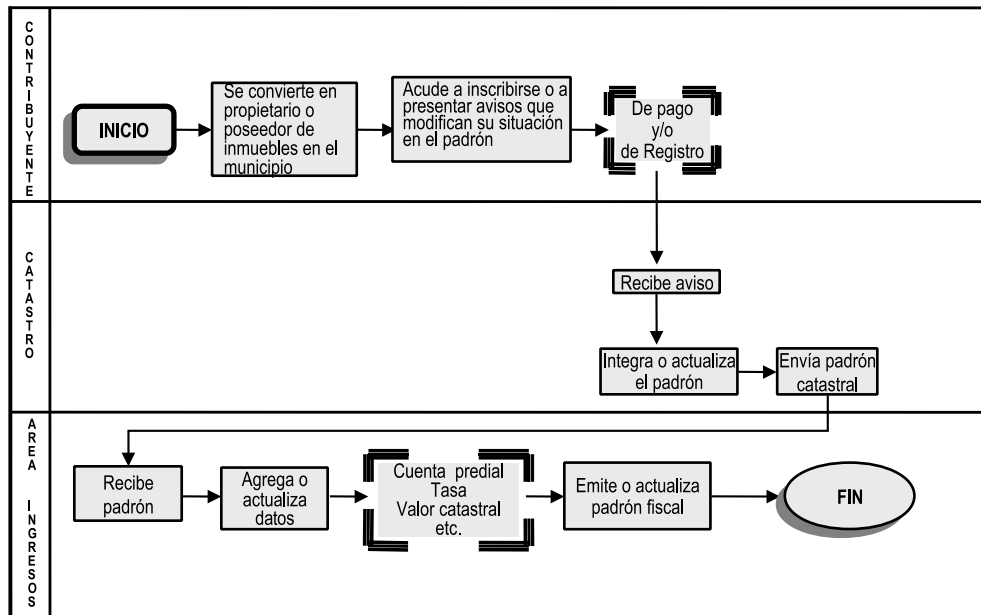 CONTRIBUYENTE
INICIO
Se convierte en
propietario o
poseedor de
inmuebles en el
municipio
Acude a inscribirse o a
presentar avisos que
modifican su situación
en el padrón
De pago
y/o
de Registro
CATASTRO
Recibe aviso
Integra o actualiza
el padrón
Envía padrón
catastral
AREA INGRESOS
Recibe
padrón
Agrega o
actualiza
datos
Cuenta predial
Tasa
Valor catastral
etc.
Emite o actualiza
padrón fiscal
FIN